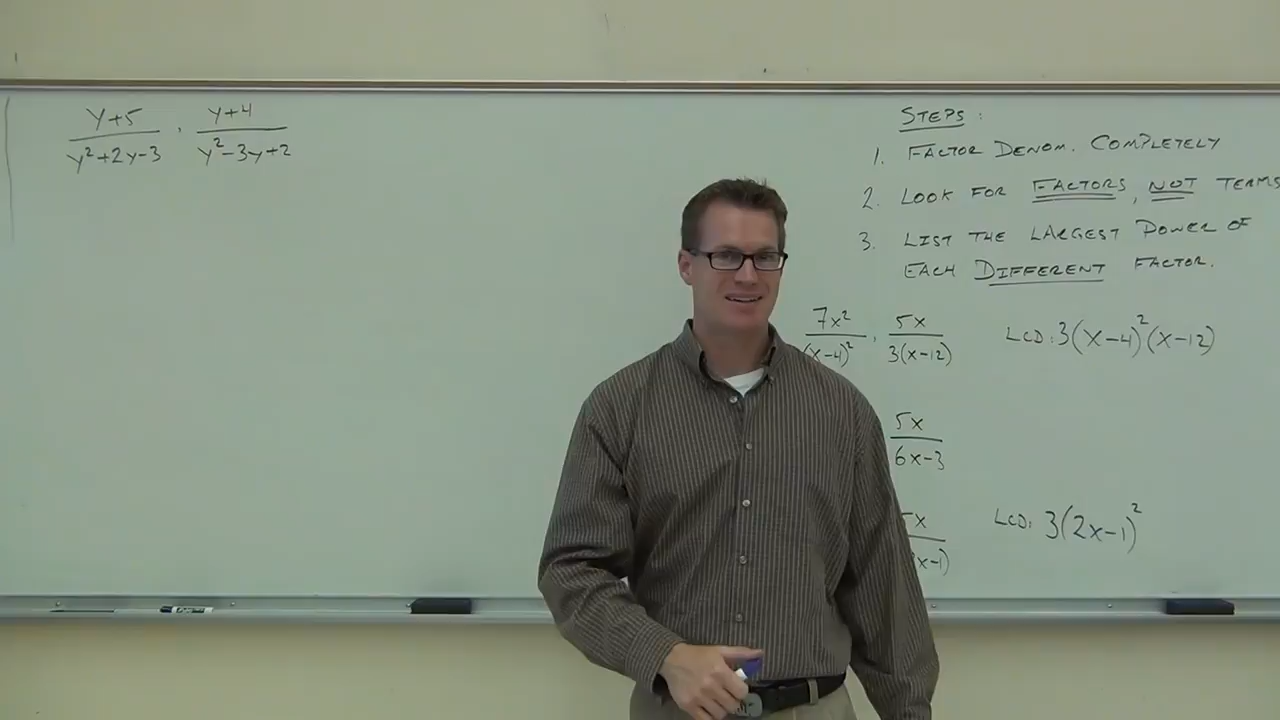 y+5 / y²+2y-3 , y+4 / y²-3y+2
STEPS:
1. FACTOR DENOM. COMPLETELY
2. LOOK FOR FACTORS, NOT TERMS
3. LIST THE LARGEST POWER OF
EACH DIFFERENT FACTOR.
7x² / (x-4)² , 5x / 3(x-12) LCD: 3(x-4)²(x-12)
5x / 6x-3
5x / x-1) LCD: 3(2x-1)²